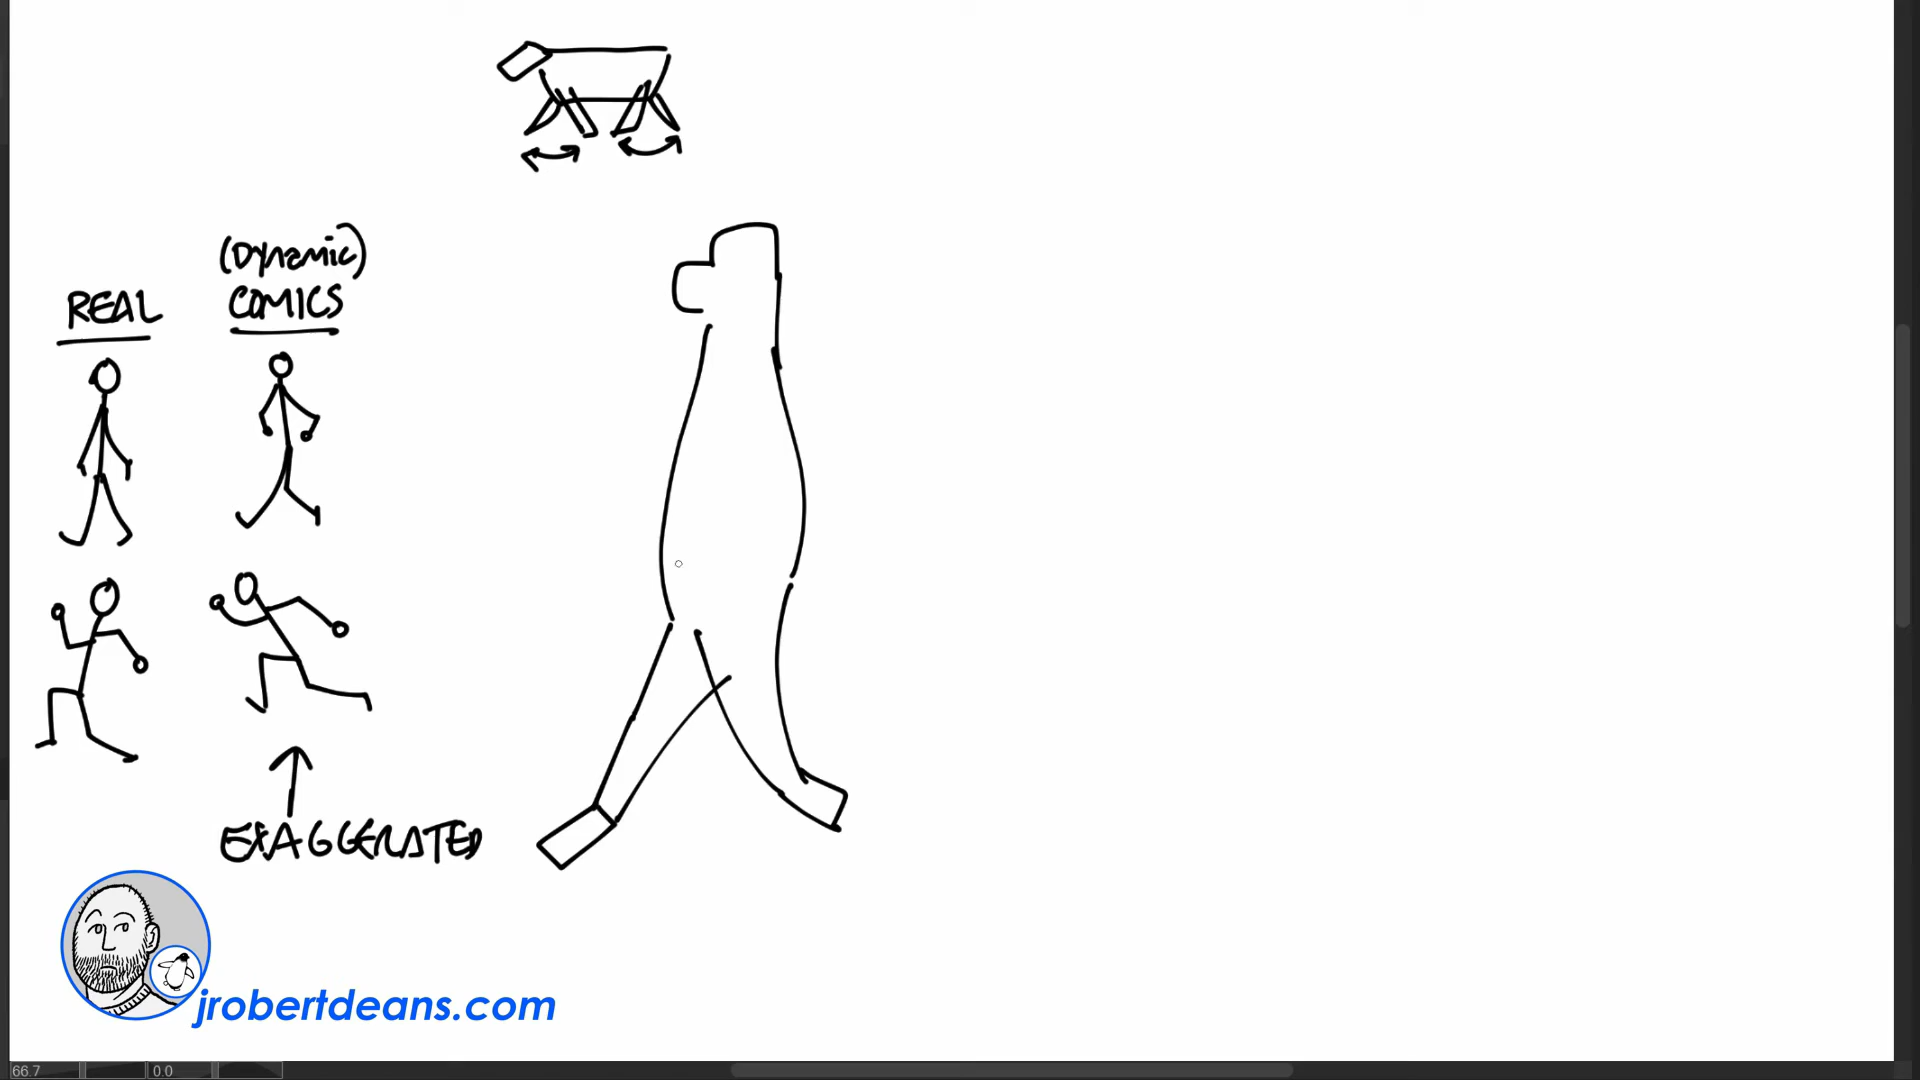 (Dynamic)
REAL
COMICS
EXAGGERATED
jrobertdeans.com
66.7
0.0